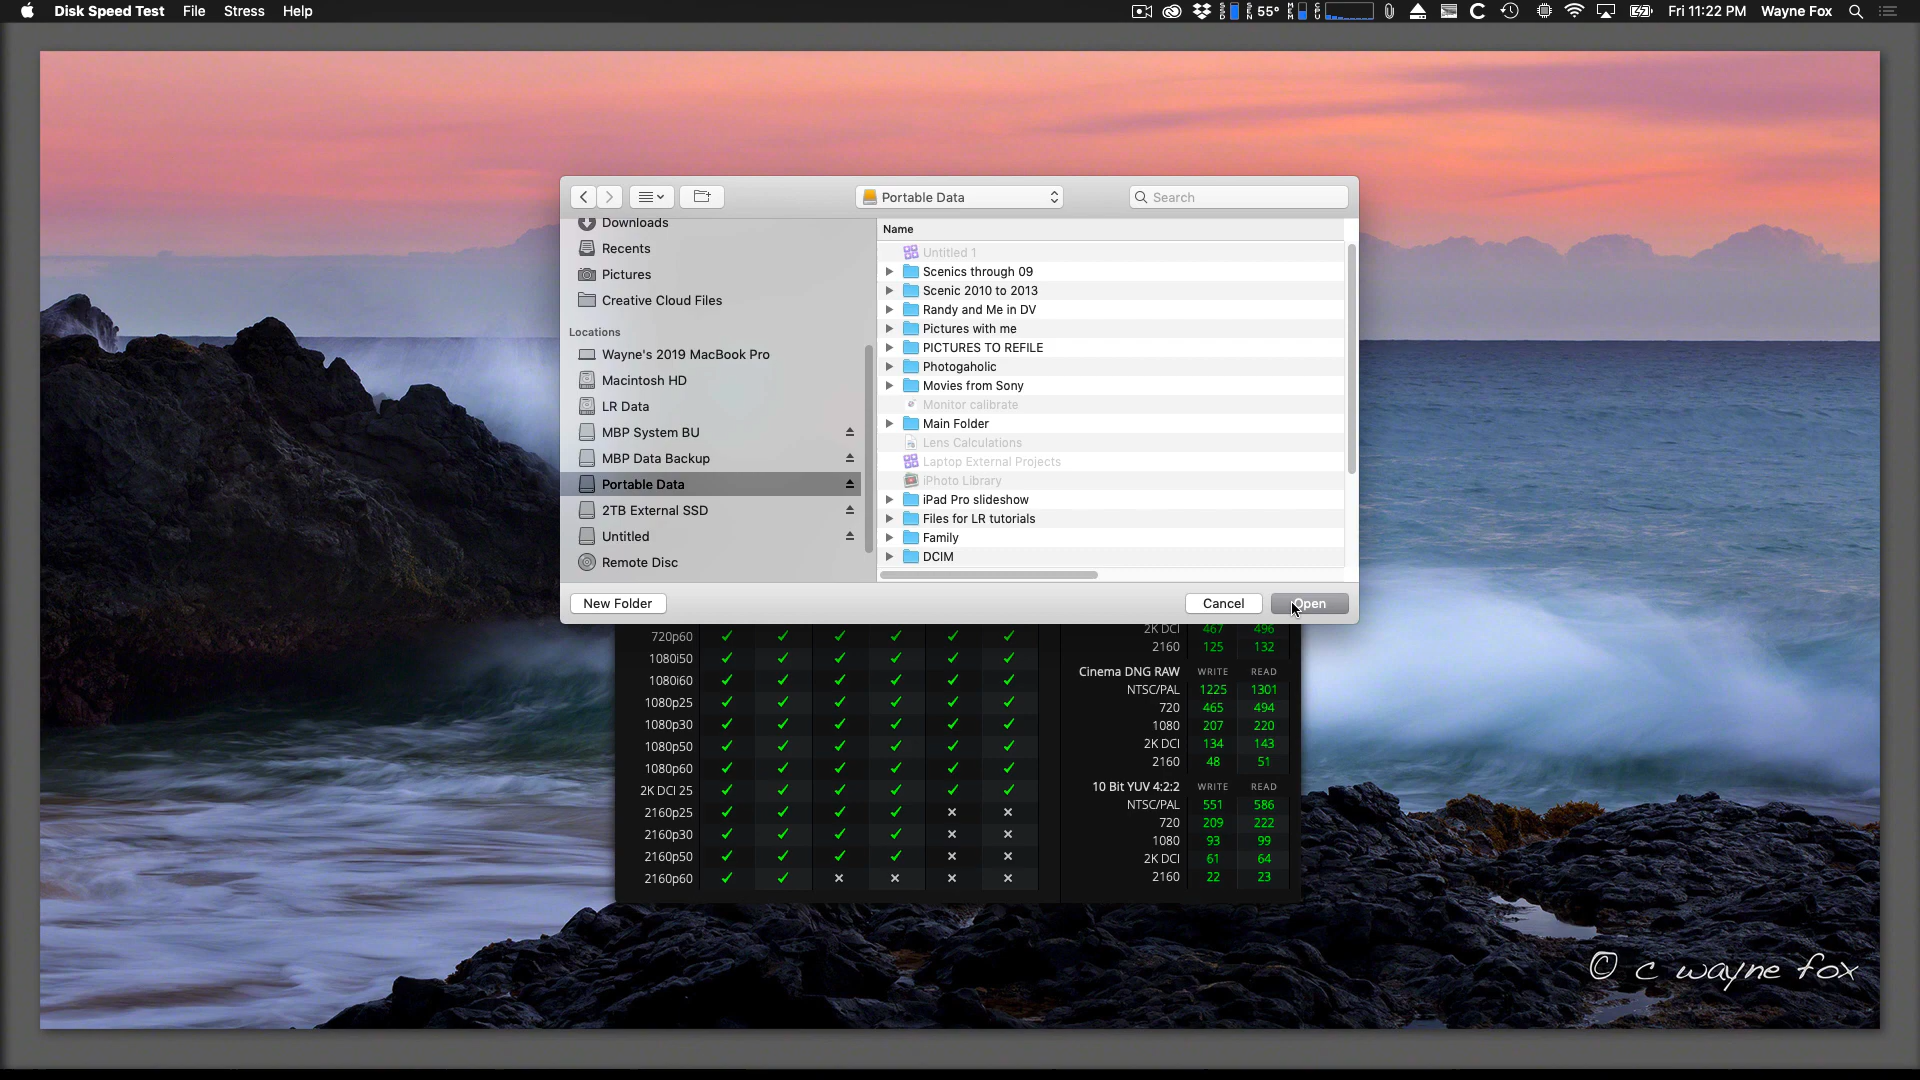 Disk Speed Test File Stress Help
55° Fri 11:22 PM Wayne Fox
Portable Data
Search
Downloads
Recents
Pictures
Creative Cloud Files
Locations
Wayne's 2019 MacBook Pro
Macintosh HD
LR Data
MBP System BU
MBP Data Backup
Portable Data
2TB External SSD
Untitled
Remote Disc
Name
Untitled 1
Scenics through 09
Scenic 2010 to 2013
Randy and Me in DV
Pictures with me
PICTURES TO REFILE
Photogaholic
Movies from Sony
Monitor calibrate
Main Folder
Lens Calculations
Laptop External Projects
iPhoto Library
iPad Pro slideshow
Files for LR tutorials
Family
DCIM
New Folder Cancel Open
720p60
1080i50
1080i60
1080p25
1080p30
1080p50
1080p60
2K DCI 25
2160p25
2160p30
2160p50
2160p60
2K DCI 467 496
2160 125 132
Cinema DNG RAW WRITE READ
NTSC/PAL 1225 1301
720 465 494
1080 207 220
2K DCI 134 143
2160 48 51
10 Bit YUV 4:2:2 WRITE READ
NTSC/PAL 551 586
720 209 222
1080 93 99
2K DCI 61 64
2160 22 23
© c wayne fox